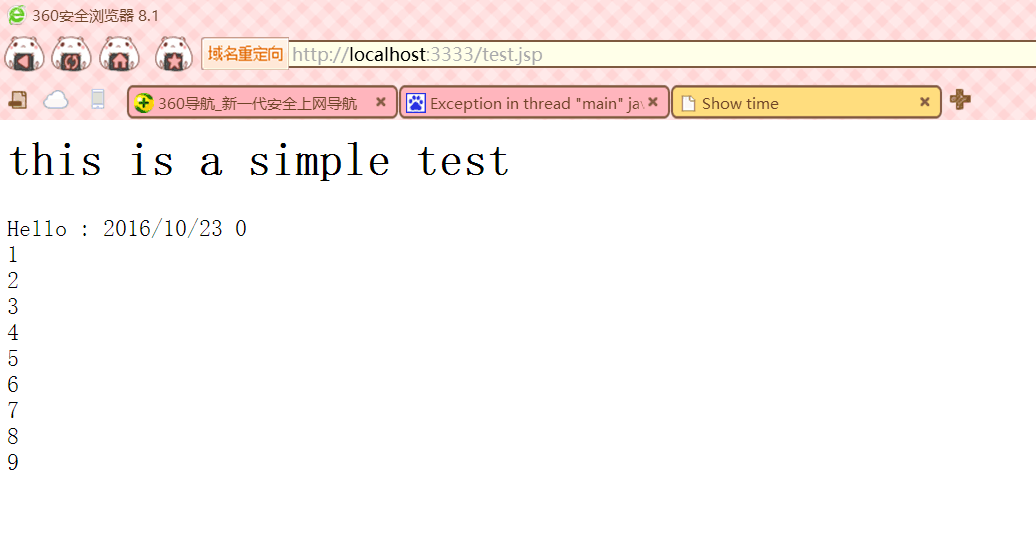 360安全浏览器 8.1
域名重定向 http://localhost:3333/test.jsp
360导航_新一代安全上网导航 Exception in thread "main" ja Show time
this is a simple test
Hello : 2016/10/23 0
1
2
3
4
5
6
7
8
9